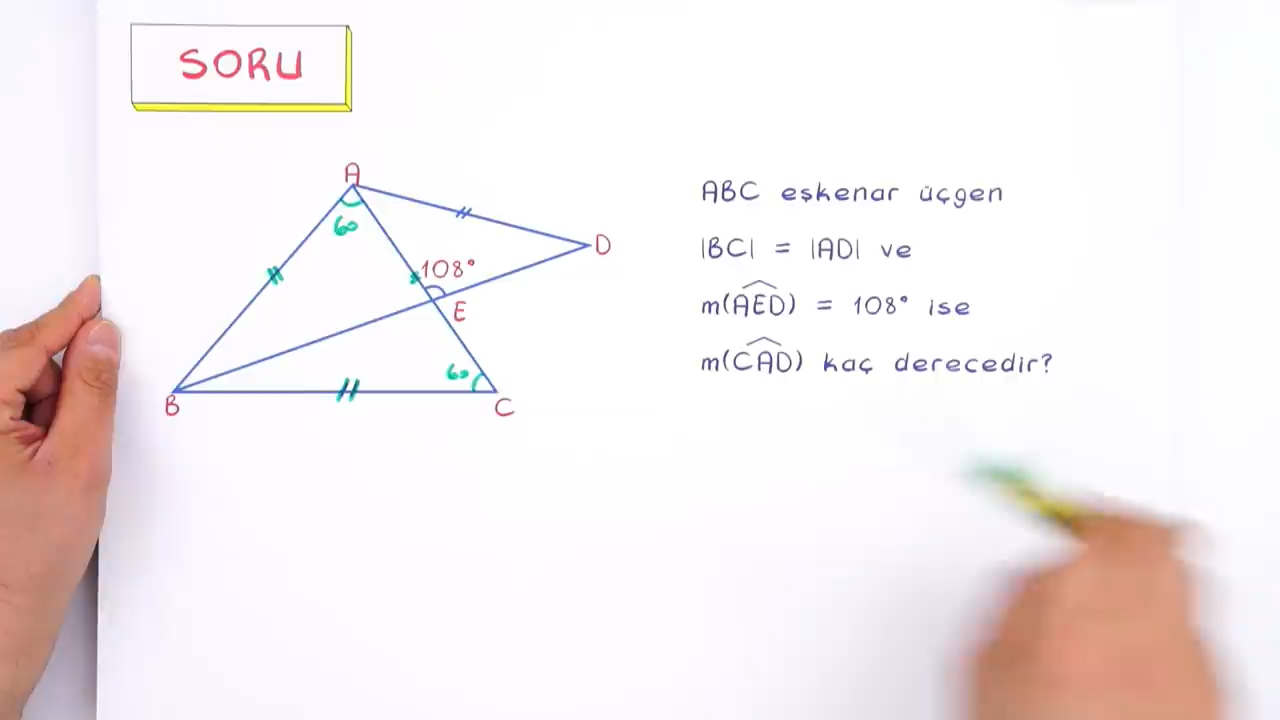 SORU
A
60
D
108°
E
60
B
C
ABC eşkenar üçgen
|BC| = |AD| ve
m(AED) = 108° ise
m(CAD) kaç derecedir?